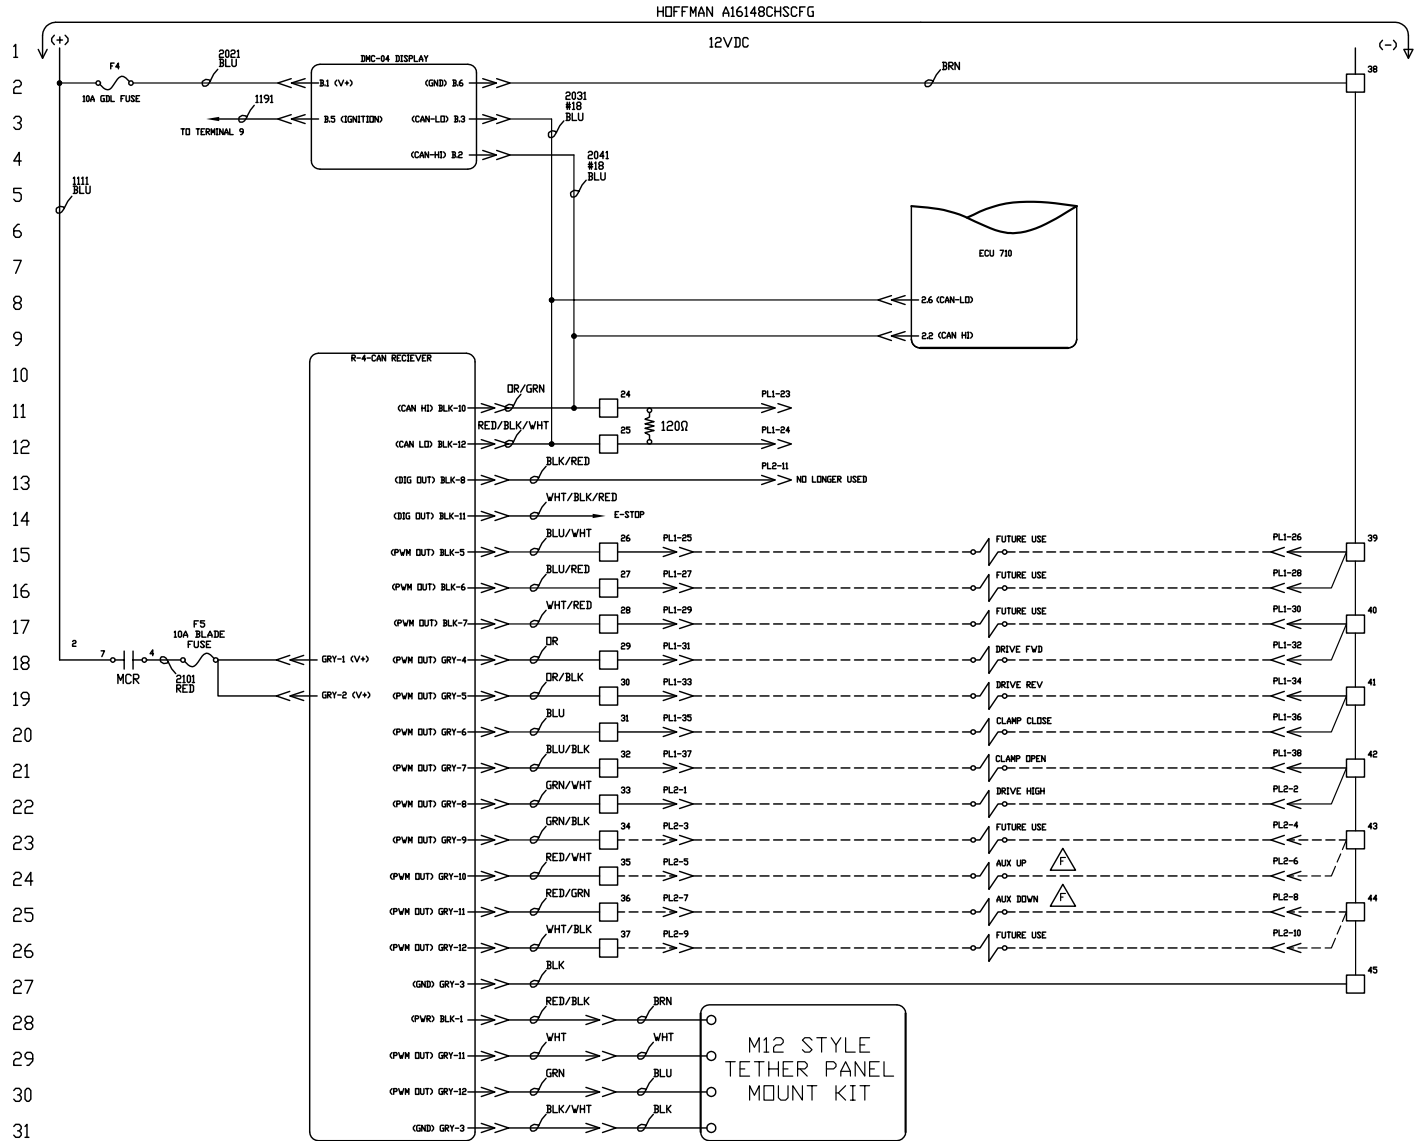 HOFFMAN A16148CHSCFG
(+) 12VDC (-)
1
2
3
4
5
6
7
8
9
10
11
12
13
14
15
16
17
18
19
20
21
22
23
24
25
26
27
28
29
30
31
F4
10A GDL FUSE
2021
BLU
1191
TO TERMINAL 9
1111
BLU
DMC-04 DISPLAY
B.1 (V+) (GND) B.6
B.5 (IGNITION) (CAN-LO) B.3
(CAN-HI) B.2
BRN
38
2031
#18
BLU
2041
#18
BLU
ECU 710
2.6 (CAN-LO)
2.2 (CAN HI)
R-4-CAN RECIEVER
(CAN HI) BLK-10 OR/GRN 24 PL1-23
120Ω
(CAN LO) BLK-12 RED/BLK/WHT 25 PL1-24
(DIG OUT) BLK-8 BLK/RED PL2-11 NO LONGER USED
(DIG OUT) BLK-11 WHT/BLK/RED E-STOP
(PWM OUT) BLK-5 BLU/WHT 26 PL1-25 FUTURE USE PL1-26 39
(PWM OUT) BLK-6 BLU/RED 27 PL1-27 FUTURE USE PL1-28
(PWM OUT) BLK-7 WHT/RED 28 PL1-29 FUTURE USE PL1-30 40
2
7
4
MCR
2101
RED
F5
10A BLADE
FUSE
GRY-1 (V+) (PWM OUT) GRY-4 OR 29 PL1-31 DRIVE FWD PL1-32
GRY-2 (V+) (PWM OUT) GRY-5 OR/BLK 30 PL1-33 DRIVE REV PL1-34 41
(PWM OUT) GRY-6 BLU 31 PL1-35 CLAMP CLOSE PL1-36
(PWM OUT) GRY-7 BLU/BLK 32 PL1-37 CLAMP OPEN PL1-38 42
(PWM OUT) GRY-8 GRN/WHT 33 PL2-1 DRIVE HIGH PL2-2
(PWM OUT) GRY-9 GRN/BLK 34 PL2-3 FUTURE USE PL2-4 43
(PWM OUT) GRY-10 RED/WHT 35 PL2-5 AUX UP F PL2-6
(PWM OUT) GRY-11 RED/GRN 36 PL2-7 AUX DOWN F PL2-8 44
(PWM OUT) GRY-12 WHT/BLK 37 PL2-9 FUTURE USE PL2-10
(GND) GRY-3 BLK 45
(PWR) BLK-1 RED/BLK BRN
(PWM OUT) GRY-11 WHT WHT
(PWM OUT) GRY-12 GRN BLU
(GND) GRY-3 BLK/WHT BLK
M12 STYLE
TETHER PANEL
MOUNT KIT